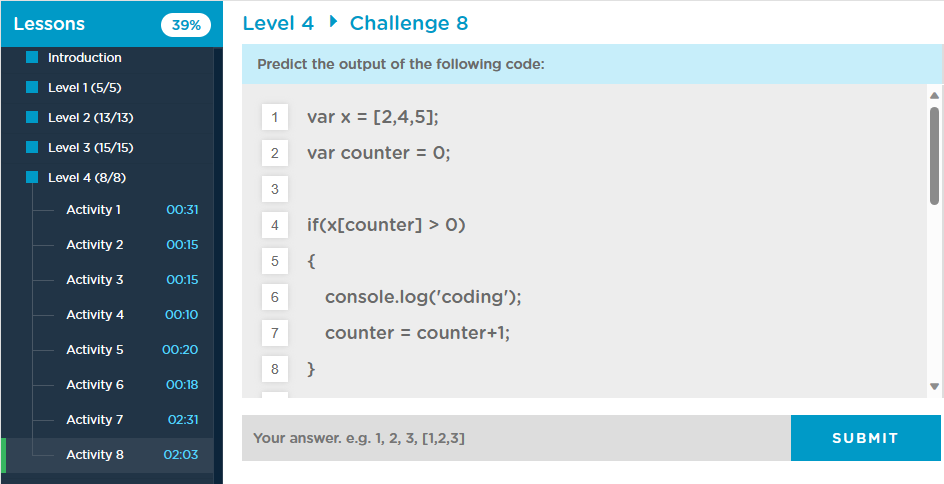 Lessons 39%
Introduction
Level 1 (5/5)
Level 2 (13/13)
Level 3 (15/15)
Level 4 (8/8)
Activity 1 00:31
Activity 2 00:15
Activity 3 00:15
Activity 4 00:10
Activity 5 00:20
Activity 6 00:18
Activity 7 02:31
Activity 8 02:03
Level 4 Challenge 8
Predict the output of the following code:
1 var x = [2,4,5];
2 var counter = 0;
3
4 if(x[counter] > 0)
5 {
6 console.log('coding');
7 counter = counter+1;
8 }
Your answer. e.g. 1, 2, 3, [1,2,3]
SUBMIT